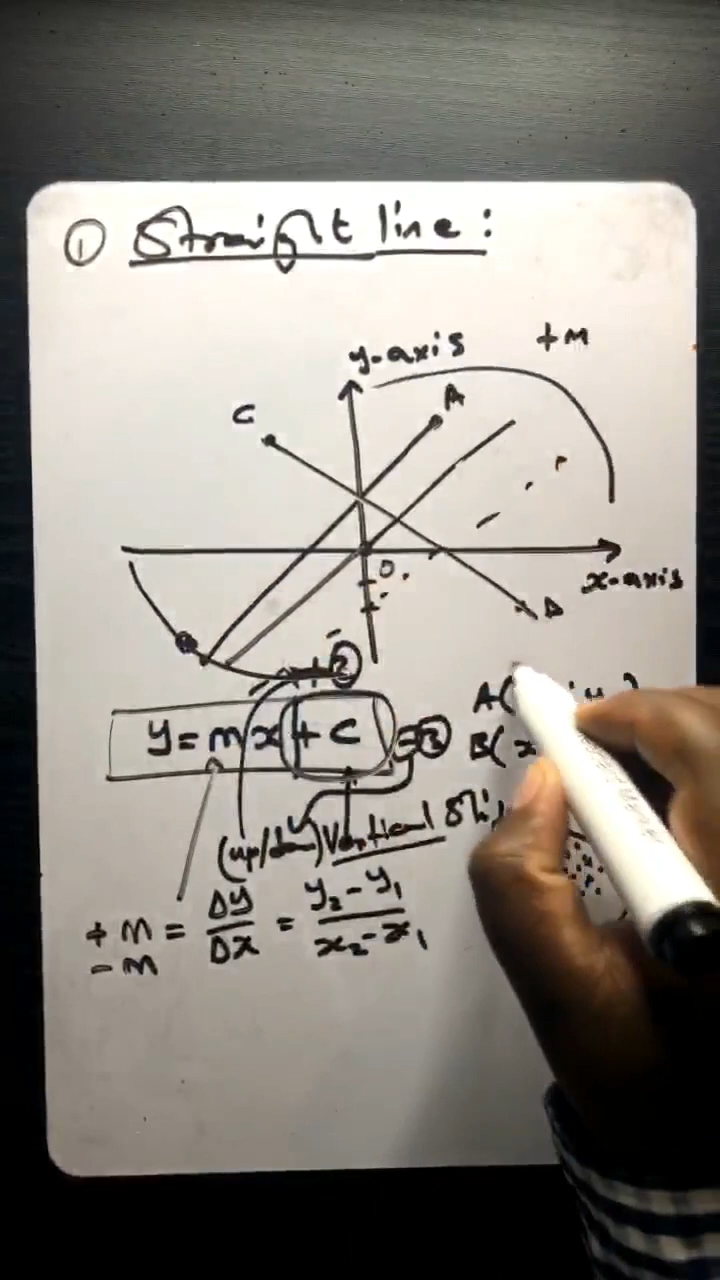 ① Straight line:
y-axis
+M
C
A
O
x-axis
2
y = mx + c
3
A(
B( x
(up/down) Vertical
+ M = Δy/Δx = y₂ - y₁ / x₂ - x₁
- M